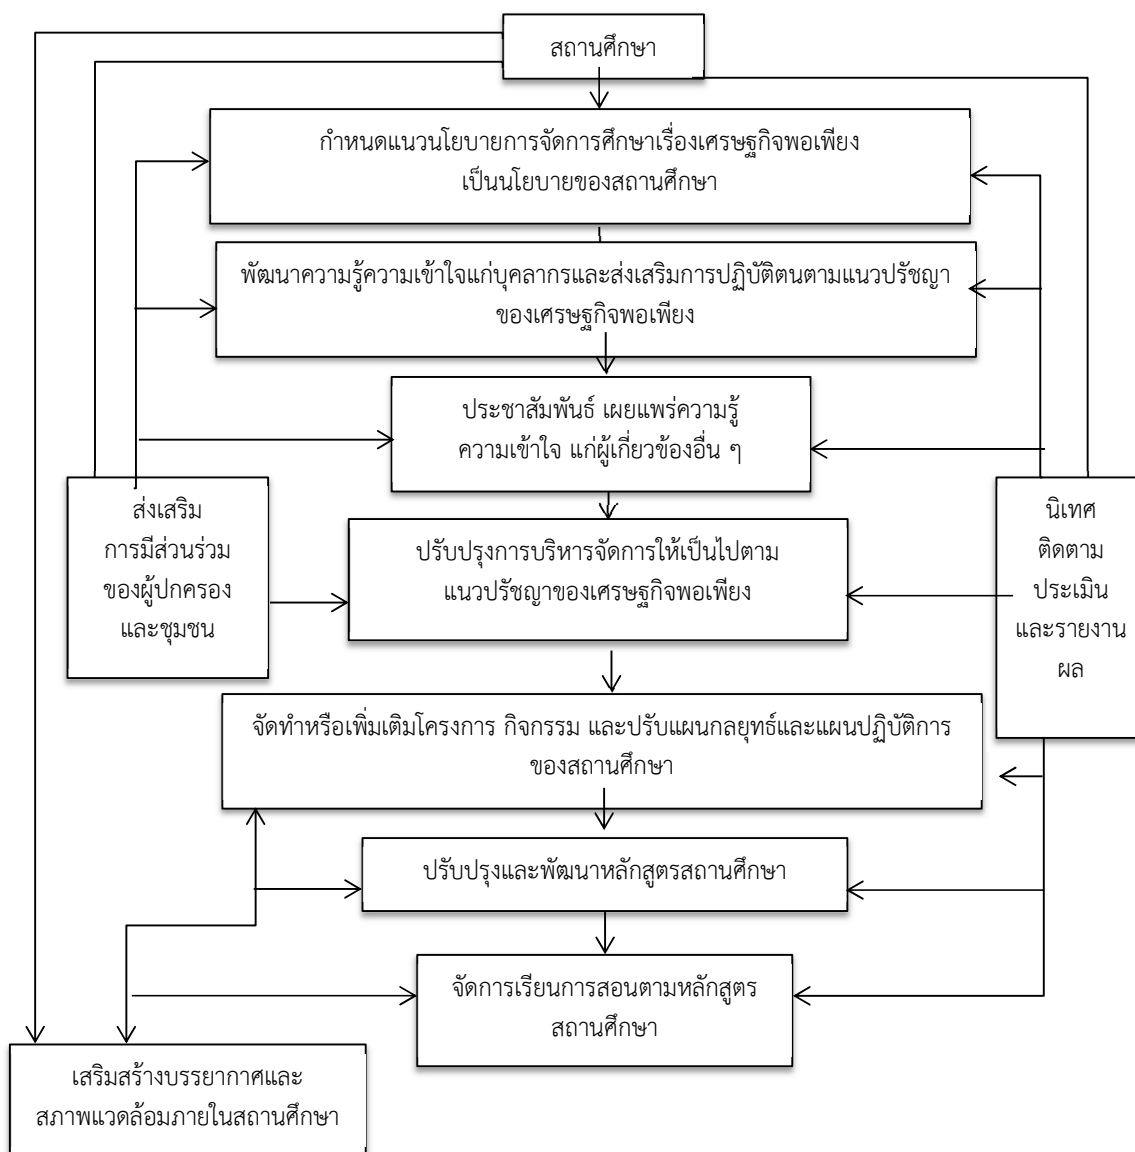 สถานศึกษา
กำหนดแนวนโยบายการจัดการศึกษาเรื่องเศรษฐกิจพอเพียง
เป็นนโยบายของสถานศึกษา
พัฒนาความรู้ความเข้าใจแก่บุคลากรและส่งเสริมการปฏิบัติตนตามแนวปรัชญา
ของเศรษฐกิจพอเพียง
ประชาสัมพันธ์ เผยแพร่ความรู้
ความเข้าใจ แก่ผู้เกี่ยวข้องอื่น ๆ
ส่งเสริม
การมีส่วนร่วม
ของผู้ปกครอง
และชุมชน
ปรับปรุงการบริหารจัดการให้เป็นไปตาม
แนวปรัชญาของเศรษฐกิจพอเพียง
นิเทศ
ติดตาม
ประเมิน
และรายงาน
ผล
จัดทำหรือเพิ่มเติมโครงการ กิจกรรม และปรับแผนกลยุทธ์และแผนปฏิบัติการ
ของสถานศึกษา
ปรับปรุงและพัฒนาหลักสูตรสถานศึกษา
จัดการเรียนการสอนตามหลักสูตร
สถานศึกษา
เสริมสร้างบรรยากาศและ
สภาพแวดล้อมภายในสถานศึกษา